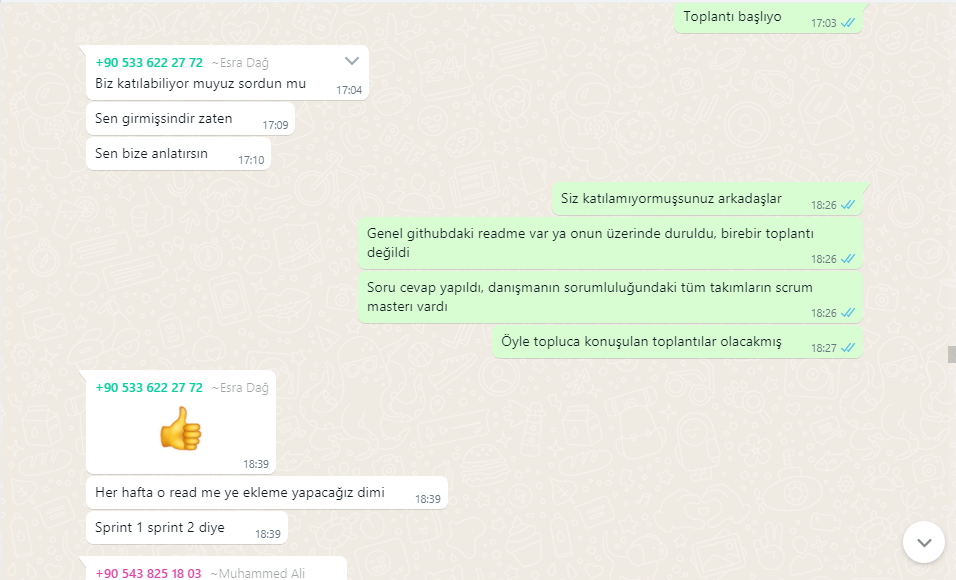 Toplantı başlıyo
17:03
+90 533 622 27 72 ~Esra Dağ
Biz katılabiliyor muyuz sordun mu
17:04
Sen girmişsindir zaten
17:09
Sen bize anlatırsın
17:10
Siz katılamıyormuşsunuz arkadaşlar
18:26
Genel githubdaki readme var ya onun üzerinde duruldu, birebir toplantı
değildi
18:26
Soru cevap yapıldı, danışmanın sorumluluğundaki tüm takımların scrum
masterı vardı
18:26
Öyle topluca konuşulan toplantılar olacakmış
18:27
+90 533 622 27 72 ~Esra Dağ
18:39
Her hafta o read me ye ekleme yapacağız dimi
18:39
Sprint 1 sprint 2 diye
18:39
+90 543 825 18 03 ~Muhammed Ali